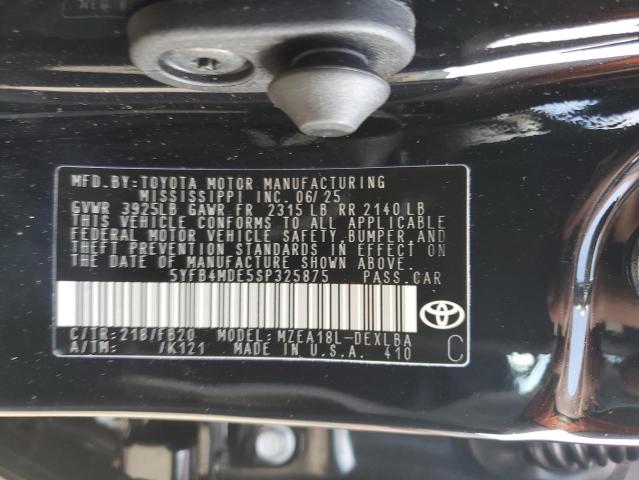 MFD.BY:TOYOTA MOTOR MANUFACTURING
MISSISSIPPI INC 06/25
GVWR 3925LB GAWR FR 2315 LB RR 2140 LB
THIS VEHICLE CONFORMS TO ALL APPLICABLE
FEDERAL MOTOR VEHICLE SAFETY,BUMPER,AND
THEFT PREVENTION STANDARDS IN EFFECT ON
THE DATE OF MANUFACTURE SHOWN ABOVE.
5YFB4MDE5SP325875 PASS.CAR
C/TR:218/FB20 MODEL:MZEA18L-DEXLBA
A/TM: /K121 MADE IN U.S.A. 410 C